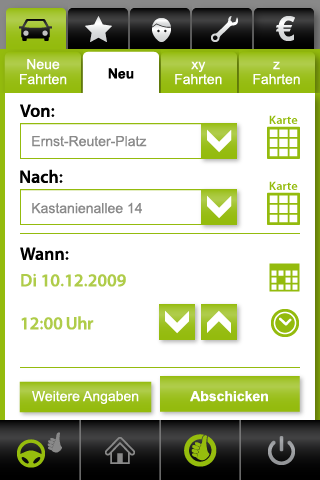 €
Neue
Fahrten
Neu
xy
Fahrten
z
Fahrten
Von:
Karte
Ernst-Reuter-Platz
Nach:
Karte
Kastanienallee 14
Wann:
Di 10.12.2009
12:00 Uhr
Weitere Angaben
Abschicken